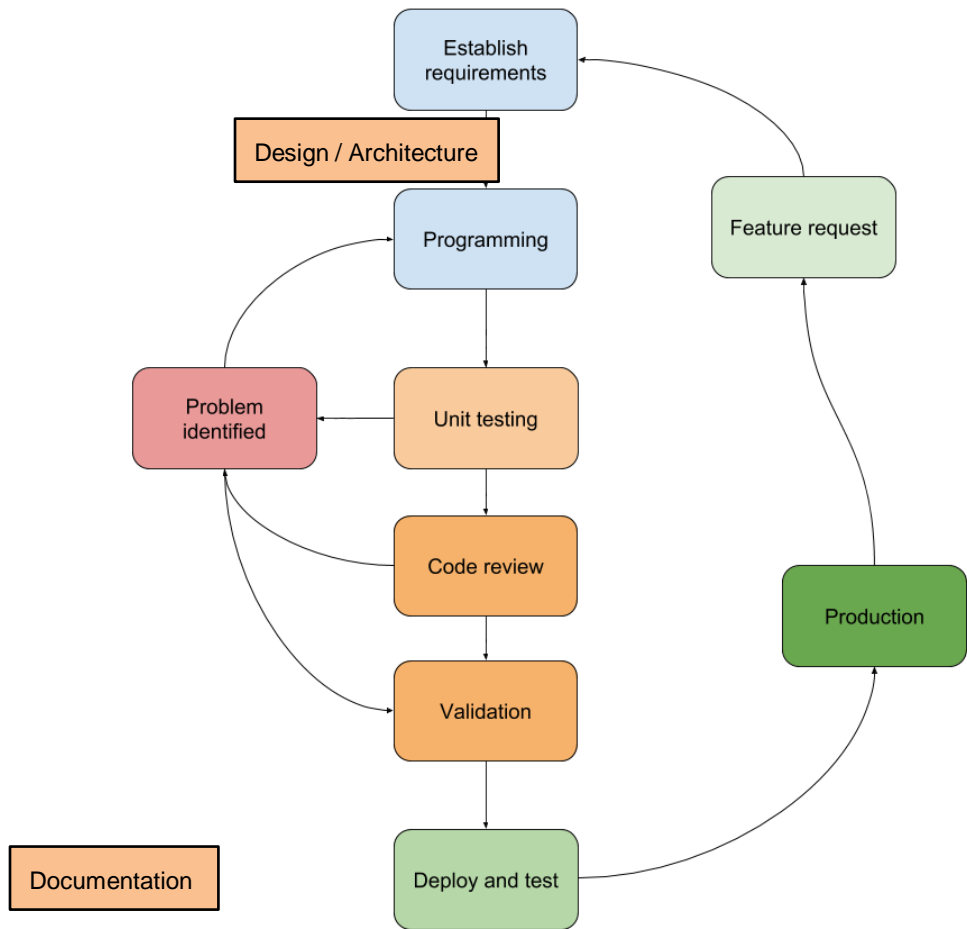 Establish
requirements
Design / Architecture
Programming
Feature request
Problem
identified
Unit testing
Code review
Production
Validation
Documentation
Deploy and test